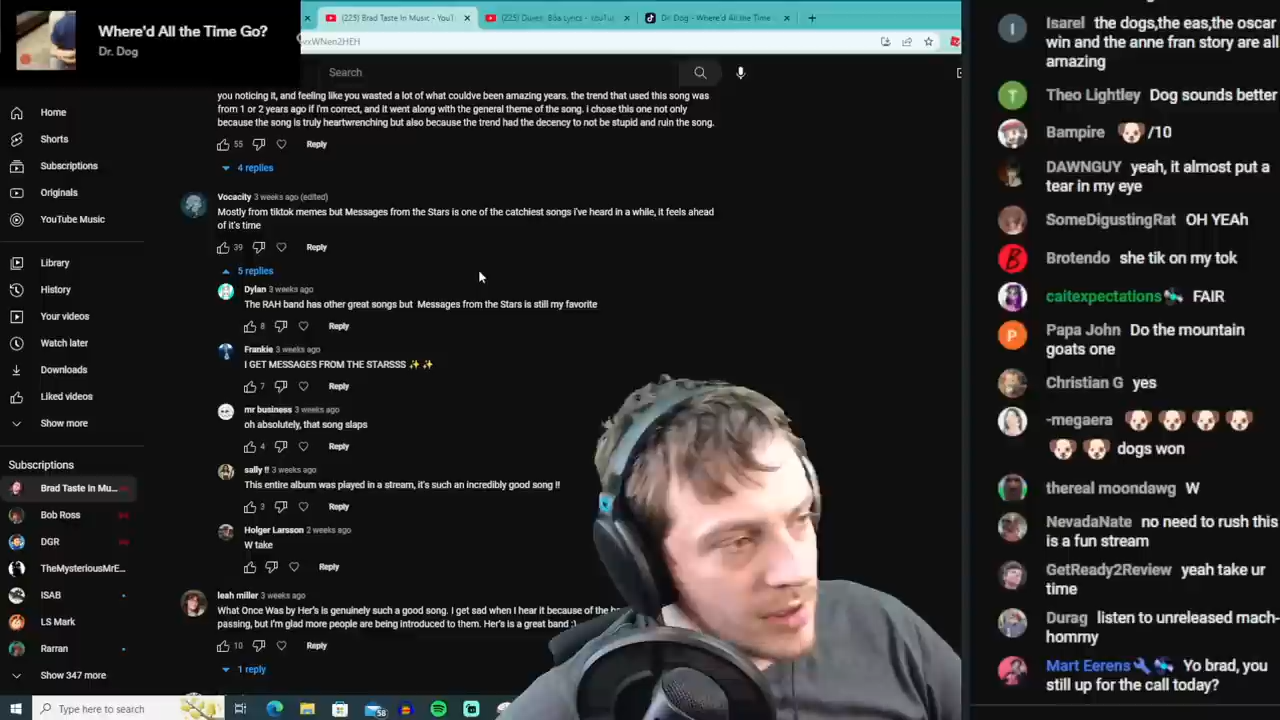 Where'd All the Time Go?
Dr. Dog
(225) Brad Taste In Music - YouT
(225) Duvet, Bôa Lyrics - YouTu
Dr. Dog - Where'd All the Time
vxWNen2HEH
Search
Home
Shorts
Subscriptions
Originals
YouTube Music
Library
History
Your videos
Watch later
Downloads
Liked videos
Show more
Subscriptions
Brad Taste In Mu...
Bob Ross
DGR
TheMysteriousMrE...
ISAB
LS Mark
Rarran
Show 347 more
you noticing it, and feeling like you wasted a lot of what couldve been amazing years. the trend that used this song was
from 1 or 2 years ago if i'm correct, and it went along with the general theme of the song. i chose this one not only
because the song is truly heartwrenching but also because the trend had the decency to not be stupid and ruin the song.
55 Reply
4 replies
Vocacity 3 weeks ago (edited)
Mostly from tiktok memes but Messages from the Stars is one of the catchiest songs i've heard in a while, it feels ahead
of it's time
39 Reply
5 replies
Dylan 3 weeks ago
The RAH band has other great songs but Messages from the Stars is still my favorite
8 Reply
Frankie 3 weeks ago
I GET MESSAGES FROM THE STARSSS ✨ ✨
7 Reply
mr business 3 weeks ago
oh absolutely, that song slaps
4 Reply
sally !! 3 weeks ago
This entire album was played in a stream, it's such an incredibly good song !!
3 Reply
Holger Larsson 2 weeks ago
W take
Reply
leah miller 3 weeks ago
What Once Was by Her's is genuinely such a good song. I get sad when I hear it because of the
passing, but I'm glad more people are being introduced to them. Her's is a great band :)
10 Reply
1 reply
Type here to search
58
Isarel the dogs,the eas,the oscar
win and the anne fran story are all
amazing
Theo Lightley Dog sounds better
Bampire 🐶/10
DAWNGUY yeah, it almost put a
tear in my eye
SomeDigustingRat OH YEAh
Brotendo she tik on my tok
caitexpectations FAIR
Papa John Do the mountain
goats one
Christian G yes
-megaera 🐶 🐶 🐶 🐶
🐶 🐶 dogs won
thereal moondawg W
NevadaNate no need to rush this
is a fun stream
GetReady2Review yeah take ur
time
Durag listen to unreleased mach-
hommy
Mart Eerens Yo brad, you
still up for the call today?